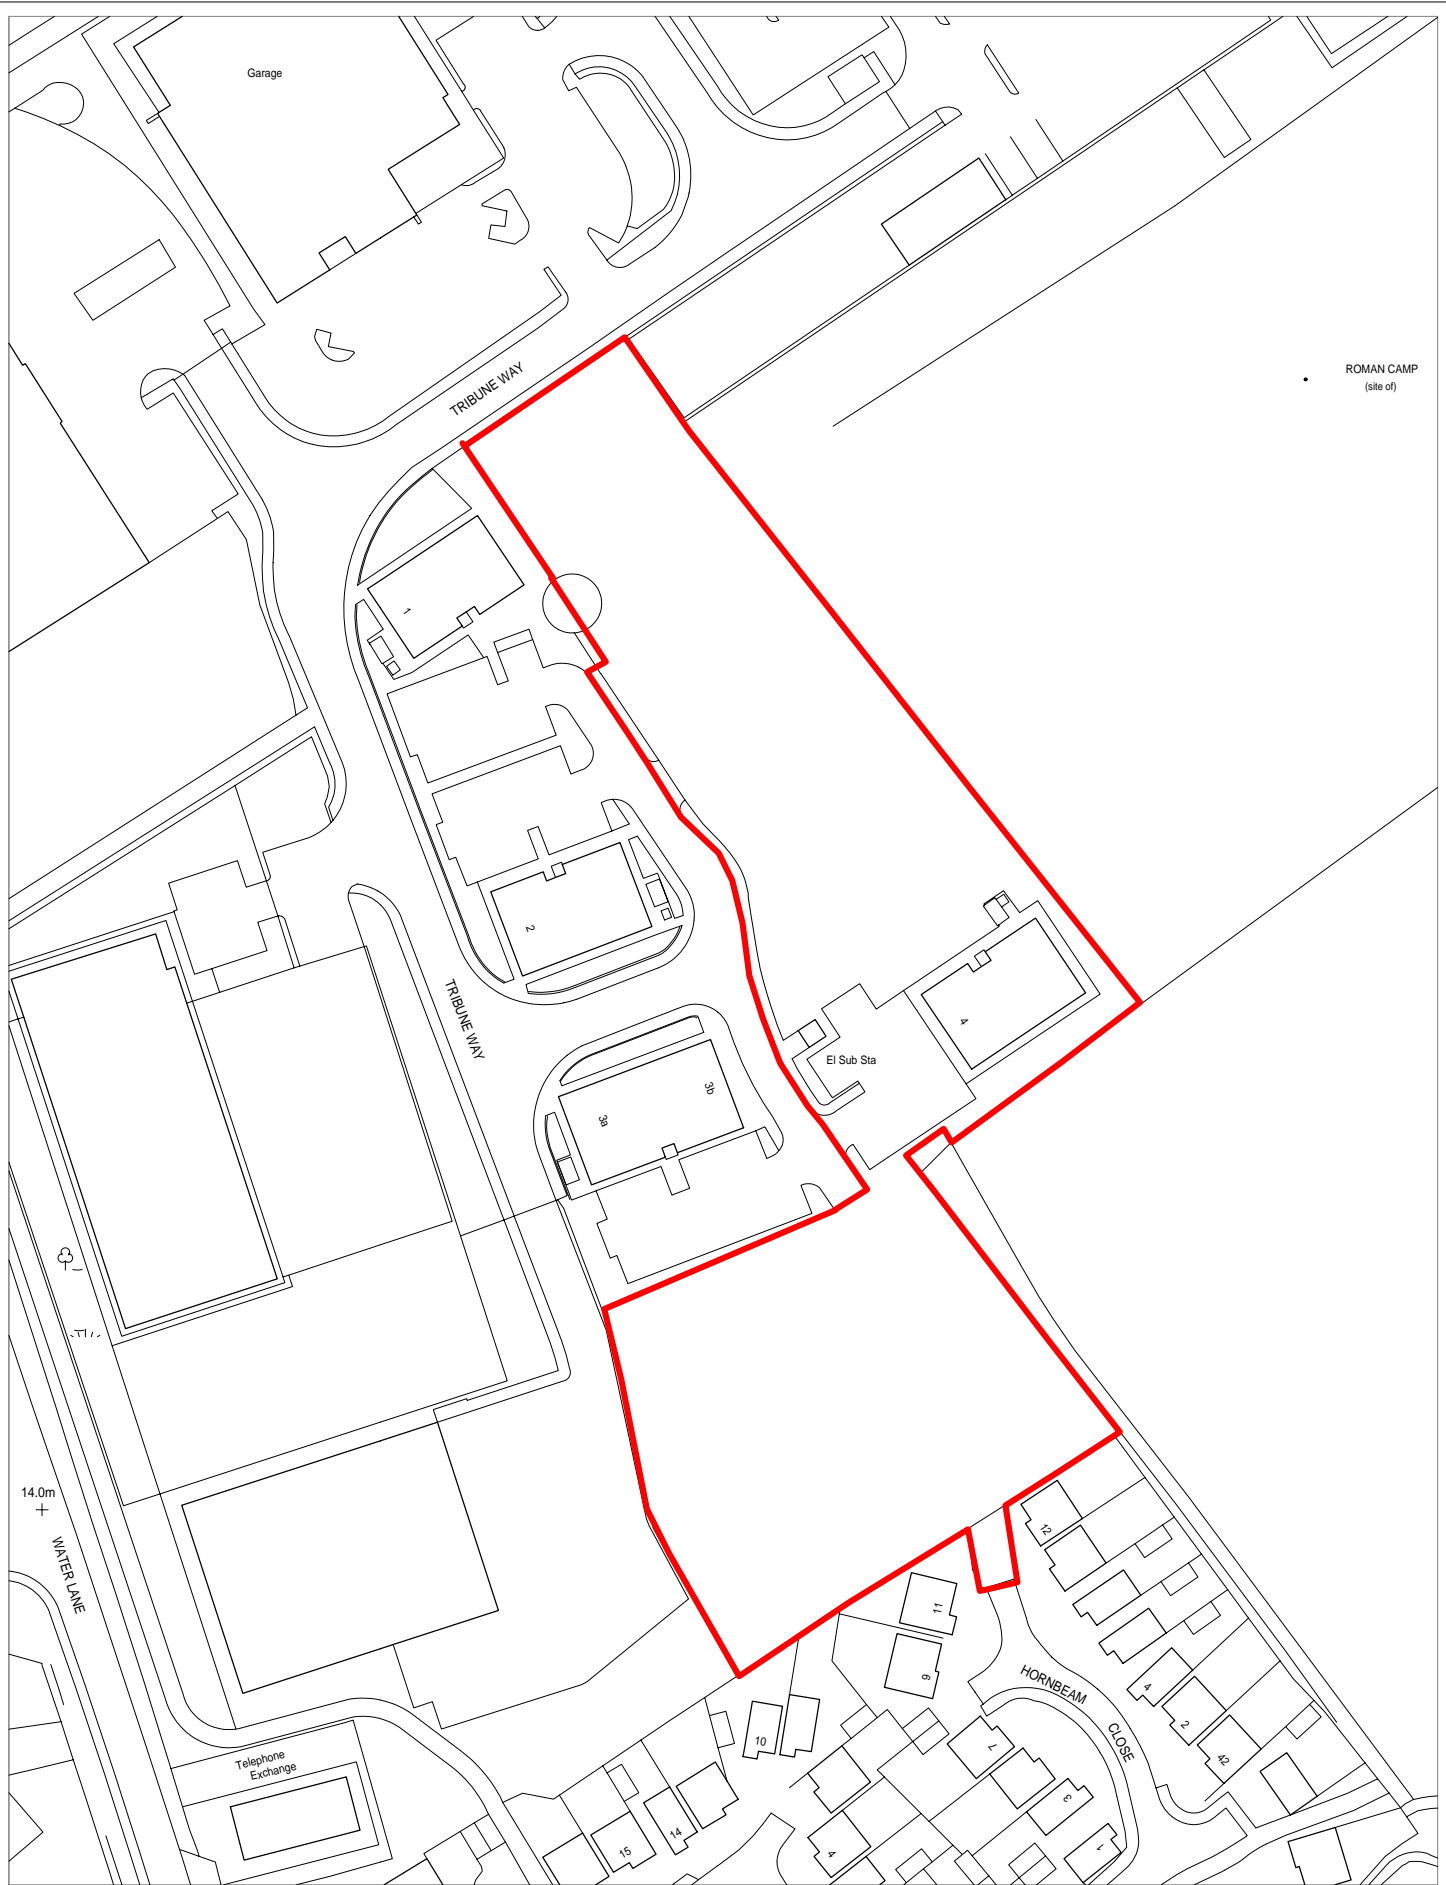 Garage
ROMAN CAMP
(site of)
TRIBUNE WAY
1
2
TRIBUNE WAY
4
El Sub Sta
3b
3a
14.0m
WATER LANE
12
11
9
HORNBEAM
CLOSE
4
2
42
10
7
3
1
Telephone
Exchange
14
15
4